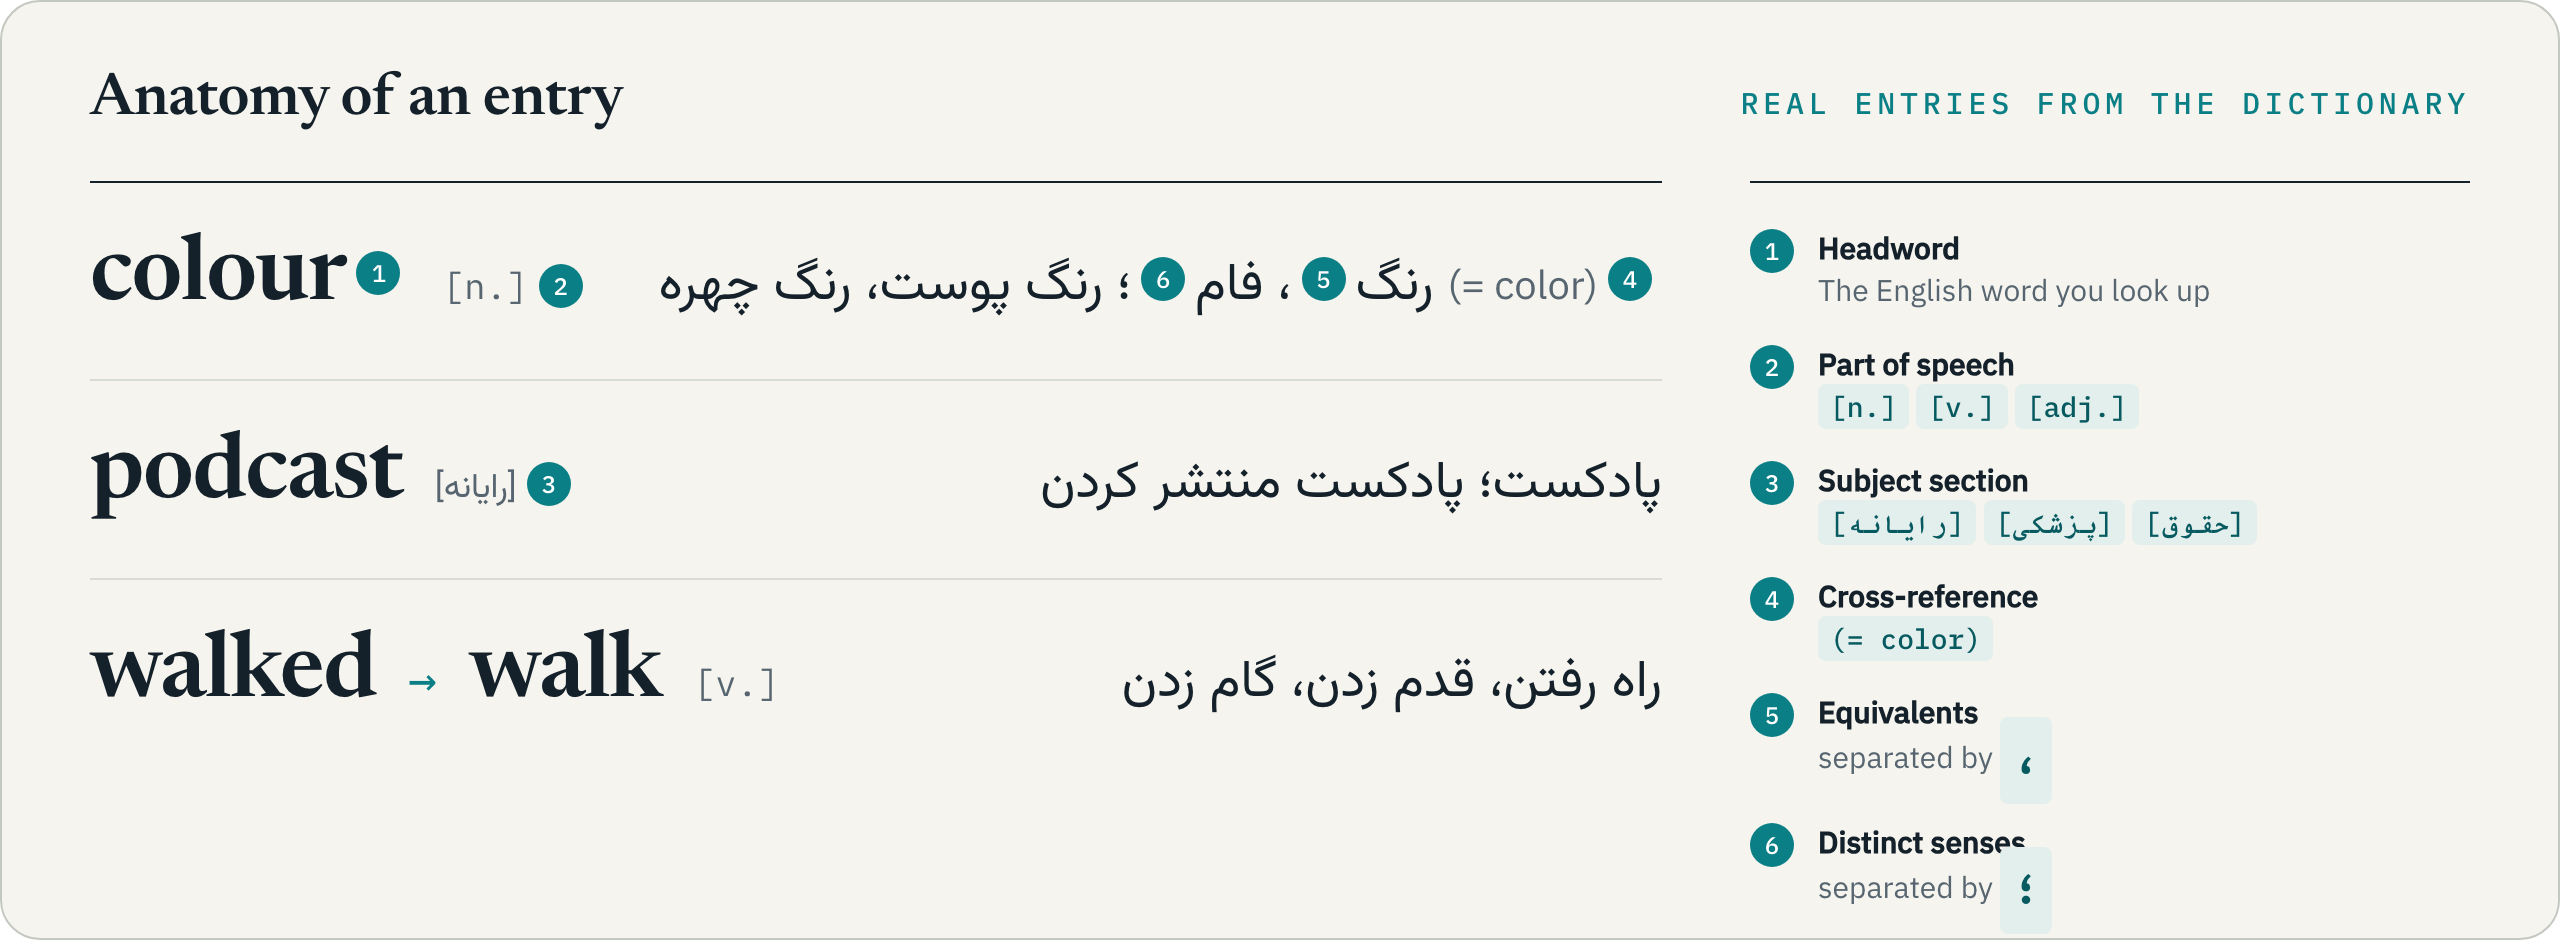 Anatomy of an entry
REAL ENTRIES FROM THE DICTIONARY
colour 1 [n.] 2
4 (= color) رنگ 5 ، فام 6 ؛ رنگ پوست، رنگ چهره
podcast [رایانه] 3
پادکست؛ پادکست منتشر کردن
walked → walk [v.]
راه رفتن، قدم زدن، گام زدن
1 Headword
The English word you look up
2 Part of speech
[n.] [v.] [adj.]
3 Subject section
[رایانه] [پزشکی] [حقوق]
4 Cross-reference
(= color)
5 Equivalents
separated by ،
6 Distinct senses
separated by ؛